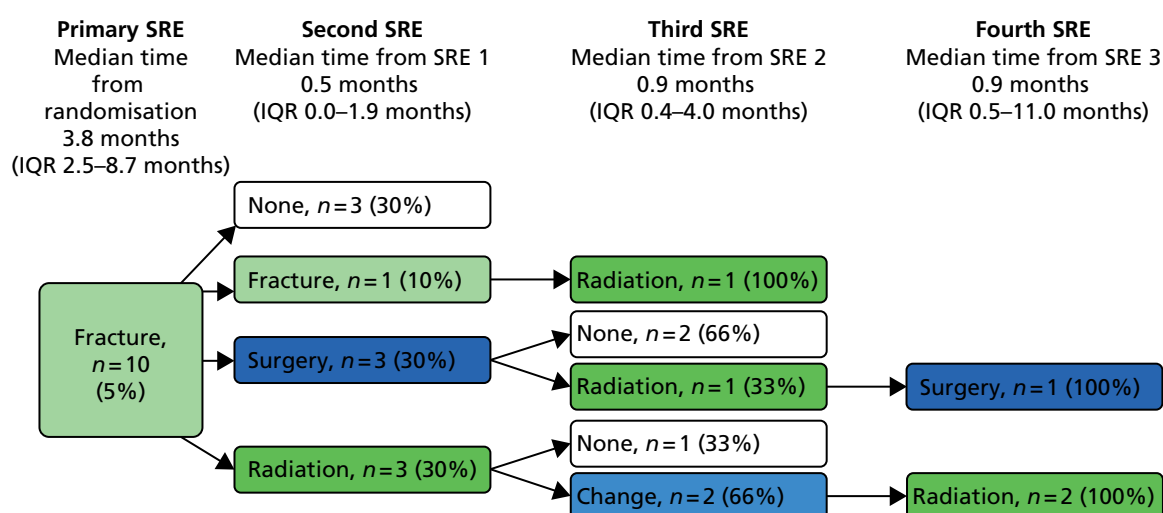 Primary SRE
Median time
from
randomisation
3.8 months
(IQR 2.5–8.7 months)
Second SRE
Median time from SRE 1
0.5 months
(IQR 0.0–1.9 months)
Third SRE
Median time from SRE 2
0.9 months
(IQR 0.4–4.0 months)
Fourth SRE
Median time from SRE 3
0.9 months
(IQR 0.5–11.0 months)
Fracture,
n=10
(5%)
None, n=3 (30%)
Fracture, n=1 (10%)
Surgery, n=3 (30%)
Radiation, n=3 (30%)
Radiation, n=1 (100%)
None, n=2 (66%)
Radiation, n=1 (33%)
None, n=1 (33%)
Change, n=2 (66%)
Surgery, n=1 (100%)
Radiation, n=2 (100%)